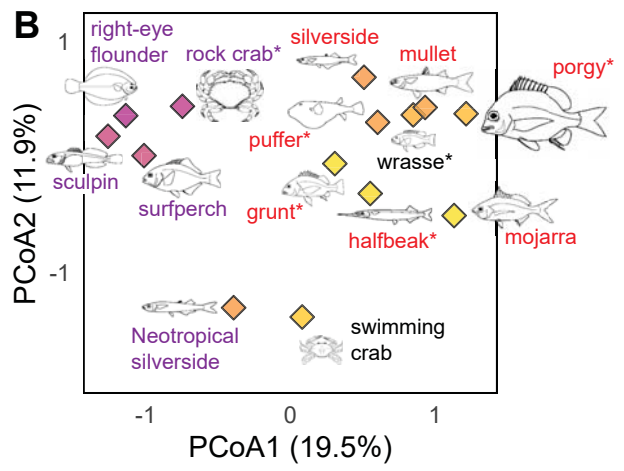 B
right-eye
flounder
rock crab*
silverside
mullet
porgy*
puffer*
wrasse*
sculpin
surfperch
grunt*
halfbeak*
mojarra
Neotropical
silverside
swimming
crab
1
-1
PCoA2 (11.9%)
-1
0
1
PCoA1 (19.5%)